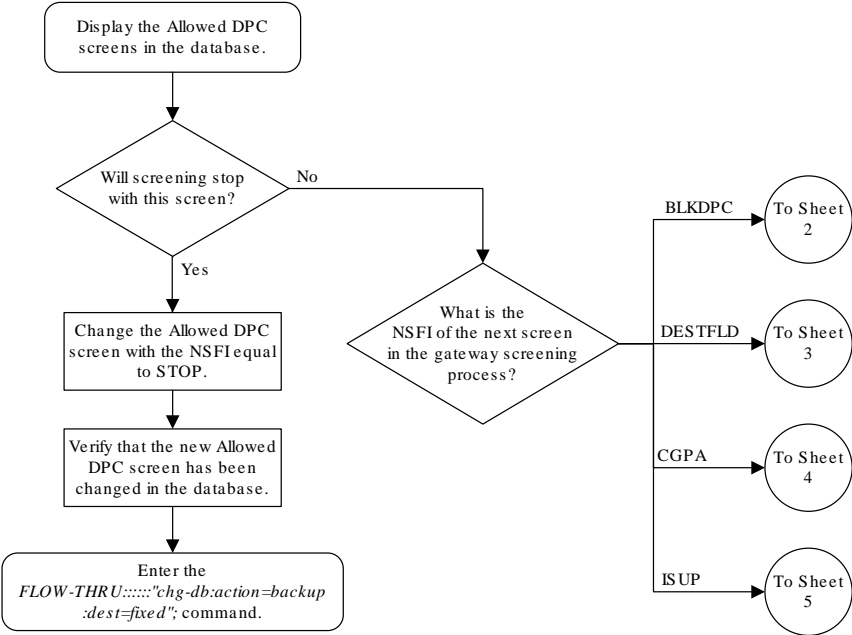 Display the Allowed DPC
screens in the database.
Will screening stop
with this screen?
No
Yes
Change the Allowed DPC
screen with the NSFI equal
to STOP.
Verify that the new Allowed
DPC screen has been
changed in the database.
Enter the
FLOW-THRU::::::"chg-db:action=backup
:dest=fixed"; command.
What is the
NSFI of the next screen
in the gateway screening
process?
BLKDPC
To Sheet
2
DESTFLD
To Sheet
3
CGPA
To Sheet
4
ISUP
To Sheet
5